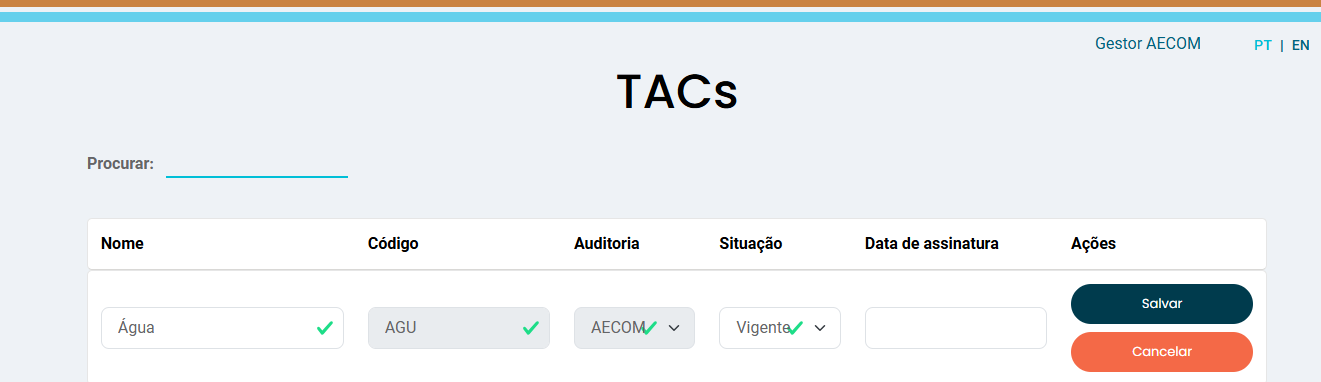 Gestor AECOM PT | EN
TACs
Procurar:
Nome Código Auditoria Situação Data de assinatura Ações
Água AGU AECOM Vigente Salvar
Cancelar